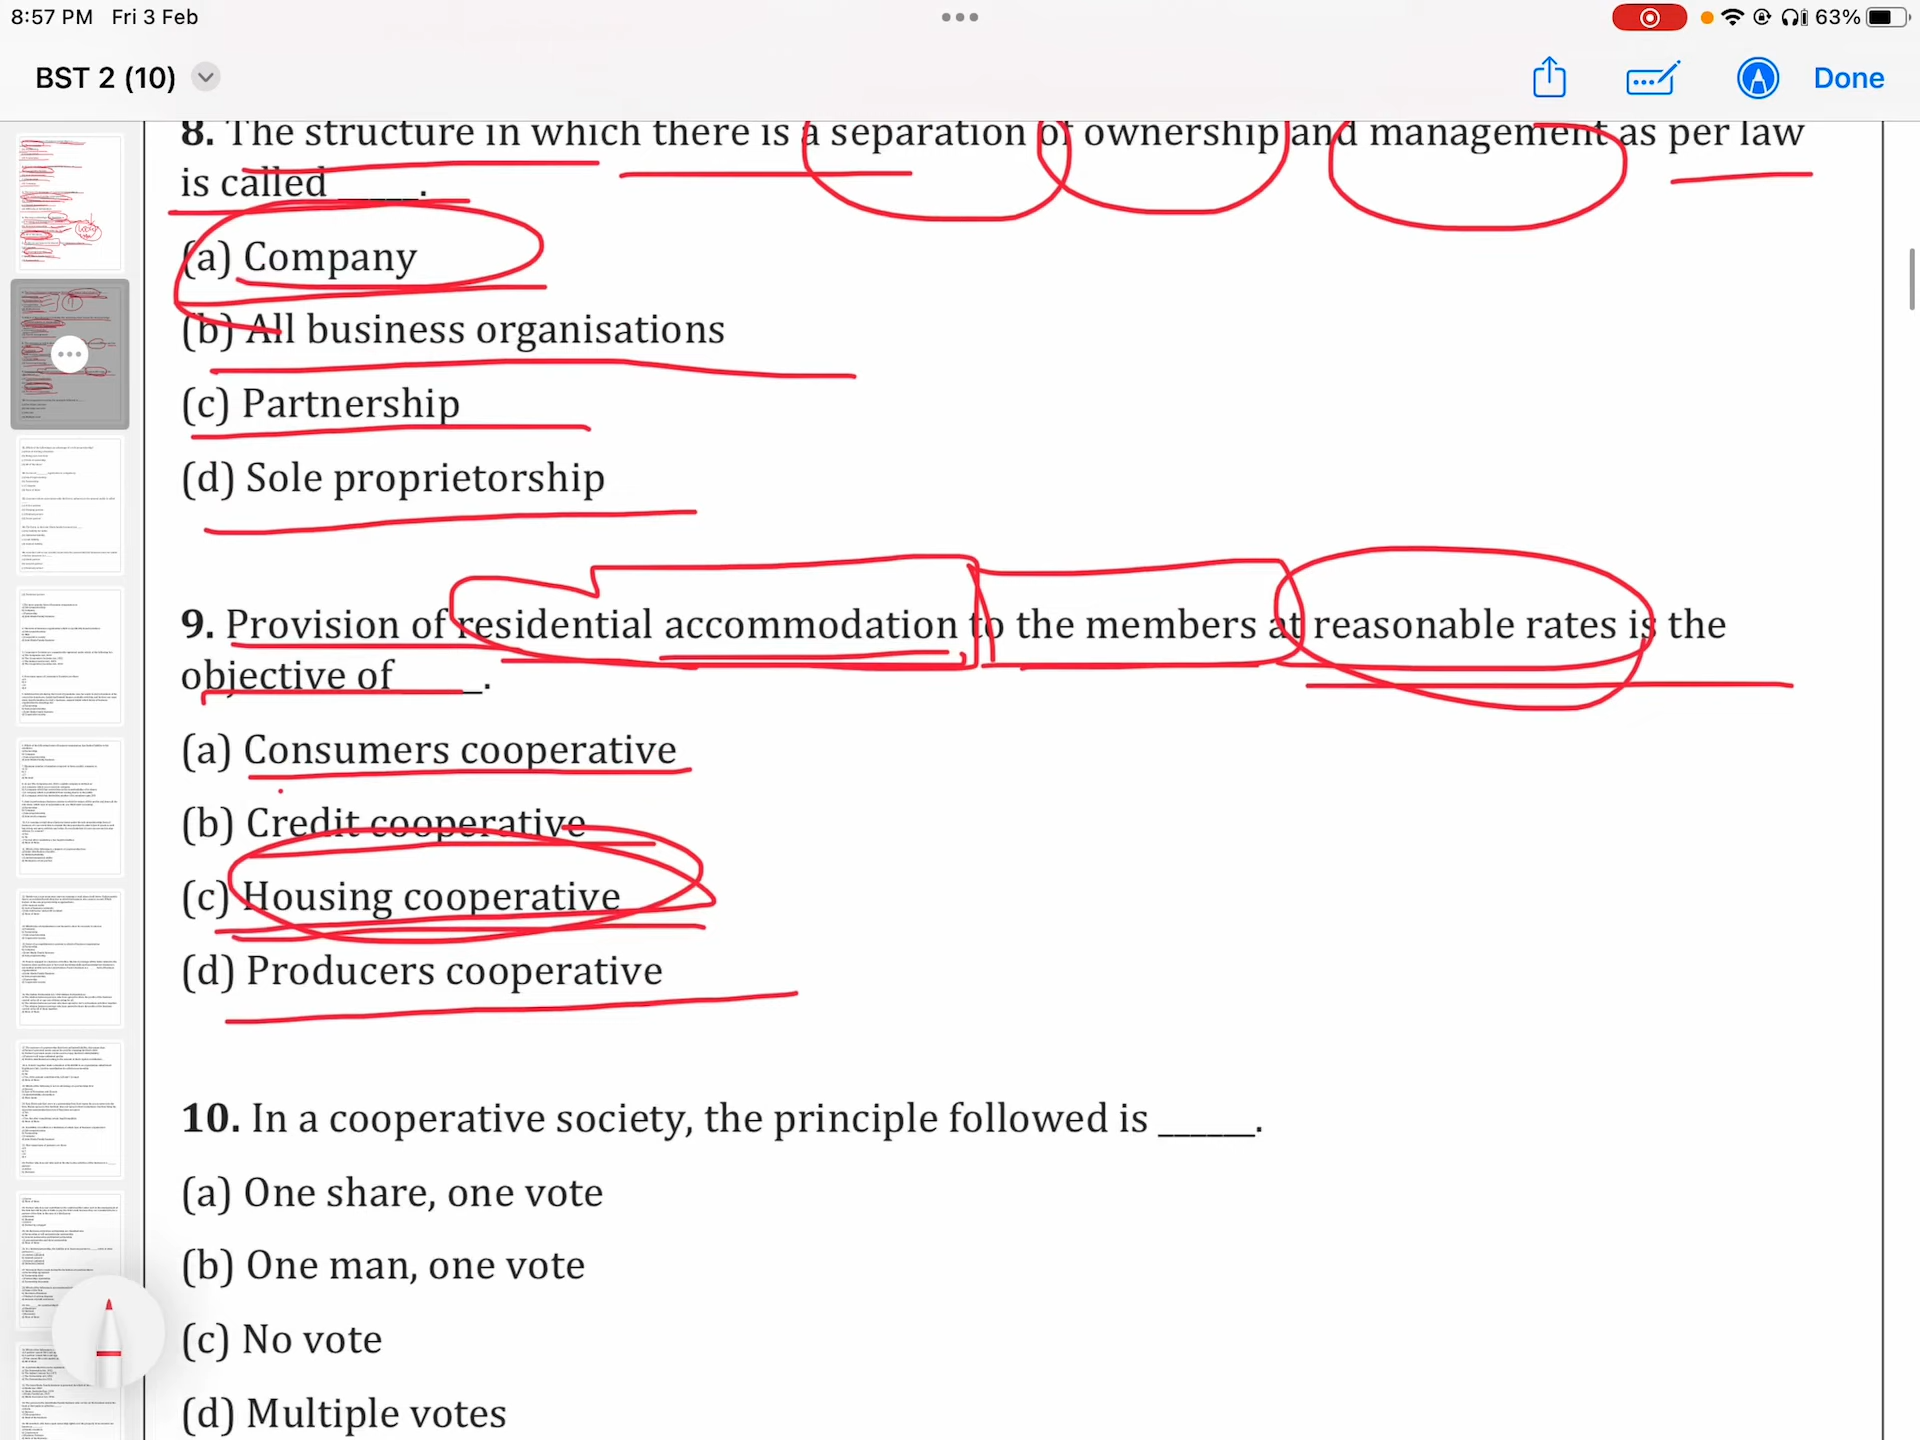 8:57 PM Fri 3 Feb
63%
BST 2 (10)
Done
8. The structure in which there is a separation of ownership and management as per law
is called _____.
(a) Company
(b) All business organisations
(c) Partnership
(d) Sole proprietorship
9. Provision of residential accommodation to the members at reasonable rates is the
objective of_____.
(a) Consumers cooperative
(b) Credit cooperative
(c) Housing cooperative
(d) Producers cooperative
10. In a cooperative society, the principle followed is ______.
(a) One share, one vote
(b) One man, one vote
(c) No vote
(d) Multiple votes